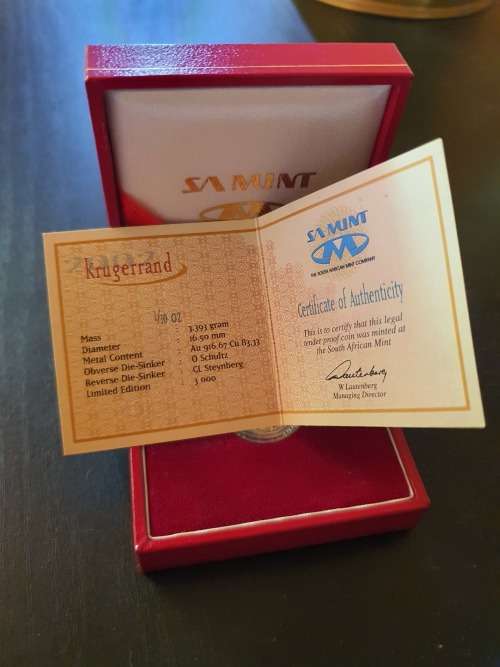 SA MINT
2002
Krugerrand
1/10 OZ
Mass : 3.393 gram
Diameter : 16.50 mm
Metal Content : Au 916.67 Cu 83.33
Obverse Die-Sinker : O Schultz
Reverse Die-Sinker : CL Steynberg
Limited Edition : 3 000
SA MINT
THE SOUTH AFRICAN MINT COMPANY
Certificate of Authenticity
This is to certify that this legal
tender proof coin was minted at
the South African Mint
W Lautenberg
Managing Director